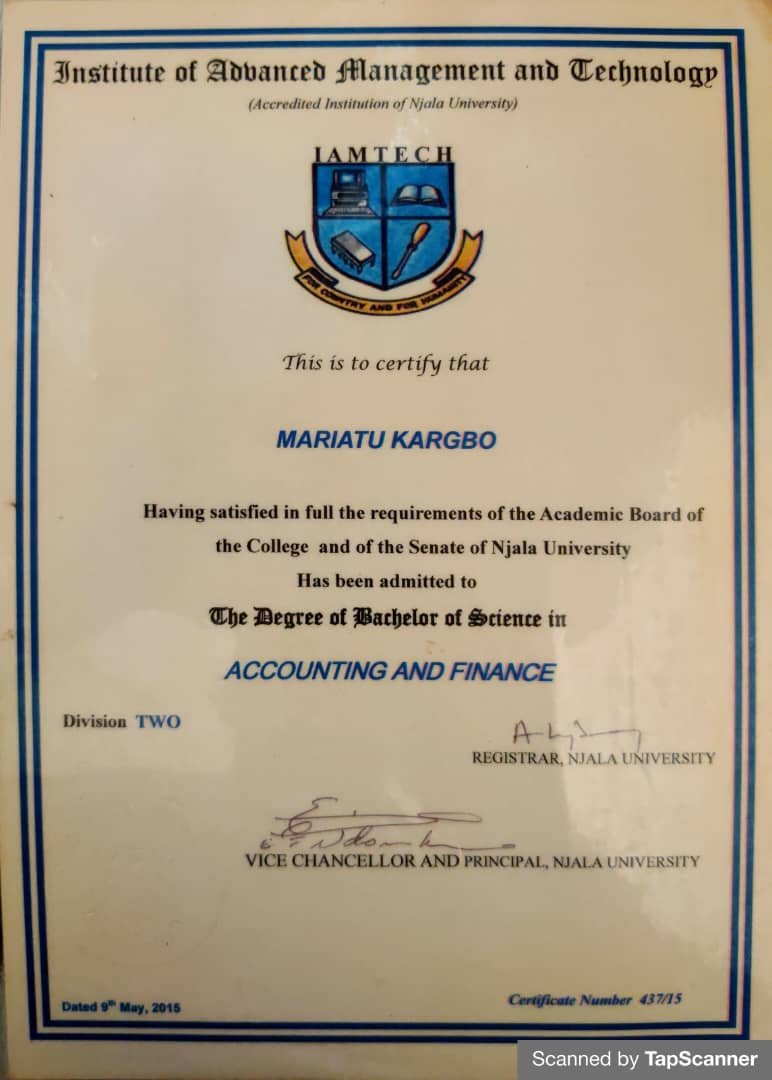 Institute of Advanced Management and Technology
(Accredited Institution of Njala University)
IAMTECH
FOR COUNTRY AND FOR HUMANITY
This is to certify that
MARIATU KARGBO
Having satisfied in full the requirements of the Academic Board of
the College and of the Senate of Njala University
Has been admitted to
The Degree of Bachelor of Science in
ACCOUNTING AND FINANCE
Division TWO
REGISTRAR, NJALA UNIVERSITY
VICE CHANCELLOR AND PRINCIPAL, NJALA UNIVERSITY
Dated 9th May, 2015
Certificate Number 437/15
Scanned by TapScanner